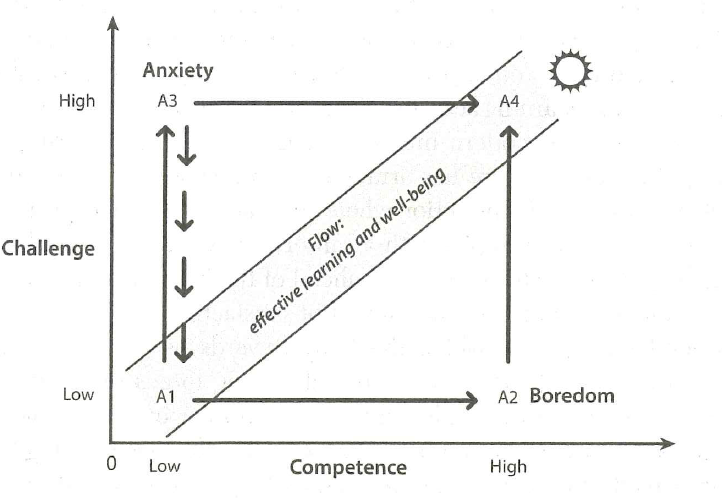 Anxiety
High
A3
A4
Flow:
effective learning and well-being
Challenge
Low
A1
A2 Boredom
0
Low
Competence
High